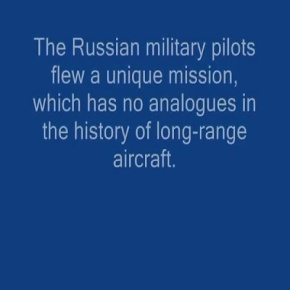 The Russian military pilots
flew a unique mission,
which has no analogues in
the history of long-range
aircraft.